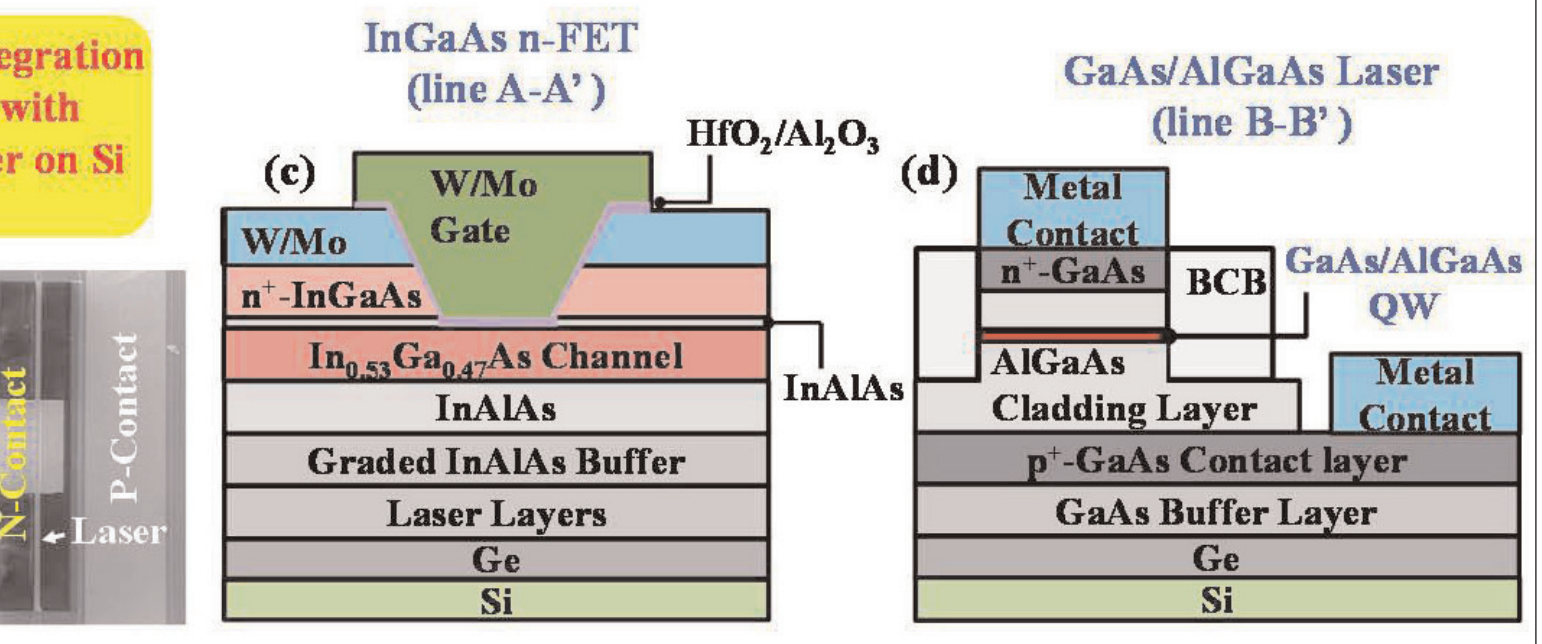 egration
with
er on Si
N-Contact
P-Contact
Laser
InGaAs n-FET
(line A-A’ )
(c)
HfO₂/Al₂O₃
W/Mo
Gate
W/Mo
n⁺-InGaAs
In₀.₅₃Ga₀.₄₇As Channel
InAlAs
InAlAs
Graded InAlAs Buffer
Laser Layers
Ge
Si
GaAs/AlGaAs Laser
(line B-B’ )
(d)
Metal
Contact
n⁺-GaAs
BCB
GaAs/AlGaAs
QW
AlGaAs
Cladding Layer
Metal
Contact
p⁺-GaAs Contact layer
GaAs Buffer Layer
Ge
Si